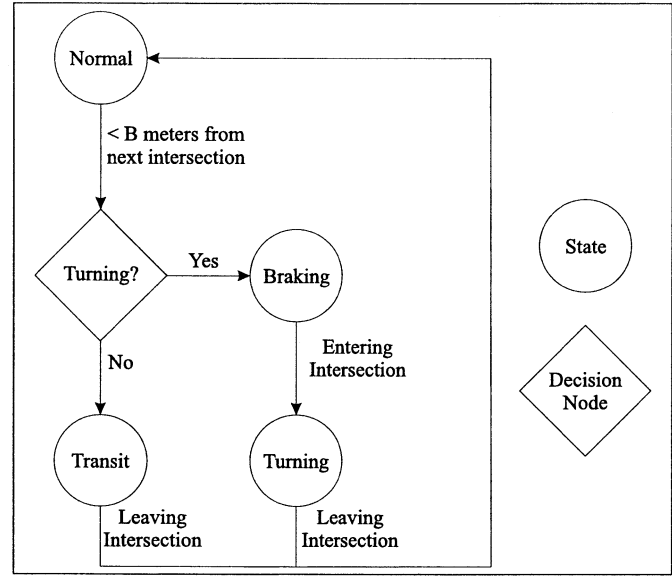 Normal
< B meters from
next intersection
Turning?
Yes
Braking
State
No
Entering
Intersection
Decision
Node
Transit
Turning
Leaving
Intersection
Leaving
Intersection